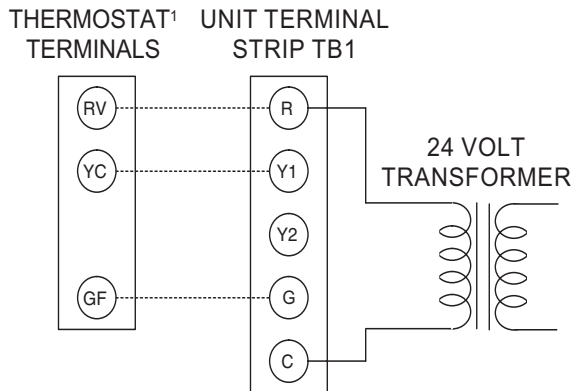 THERMOSTAT¹
TERMINALS
UNIT TERMINAL
STRIP TB1
RV
R
YC
Y1
Y2
GF
G
C
24 VOLT
TRANSFORMER